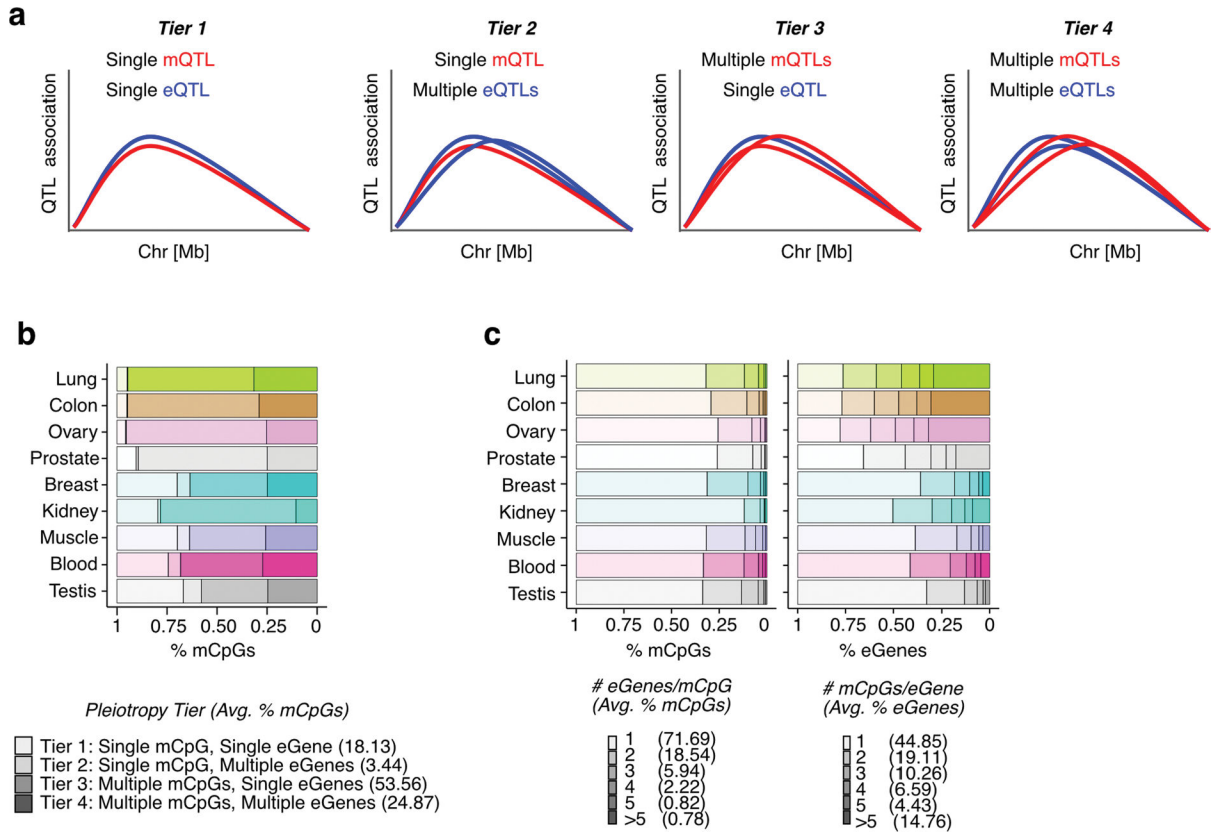 a
Tier 1
Single mQTL
Single eQTL
QTL association
Chr [Mb]
Tier 2
Single mQTL
Multiple eQTLs
QTL association
Chr [Mb]
Tier 3
Multiple mQTLs
Single eQTL
QTL association
Chr [Mb]
Tier 4
Multiple mQTLs
Multiple eQTLs
QTL association
Chr [Mb]
b
Lung
Colon
Ovary
Prostate
Breast
Kidney
Muscle
Blood
Testis
1 0.75 0.50 0.25 0
% mCpGs
Pleiotropy Tier (Avg. % mCpGs)
Tier 1: Single mCpG, Single eGene (18.13)
Tier 2: Single mCpG, Multiple eGenes (3.44)
Tier 3: Multiple mCpGs, Single eGenes (53.56)
Tier 4: Multiple mCpGs, Multiple eGenes (24.87)
c
Lung
Colon
Ovary
Prostate
Breast
Kidney
Muscle
Blood
Testis
1 0.75 0.50 0.25 0
% mCpGs
# eGenes/mCpG
(Avg. % mCpGs)
1 (71.69)
2 (18.54)
3 (5.94)
4 (2.22)
5 (0.82)
>5 (0.78)
1 0.75 0.50 0.25 0
% eGenes
# mCpGs/eGene
(Avg. % eGenes)
1 (44.85)
2 (19.11)
3 (10.26)
4 (6.59)
5 (4.43)
>5 (14.76)